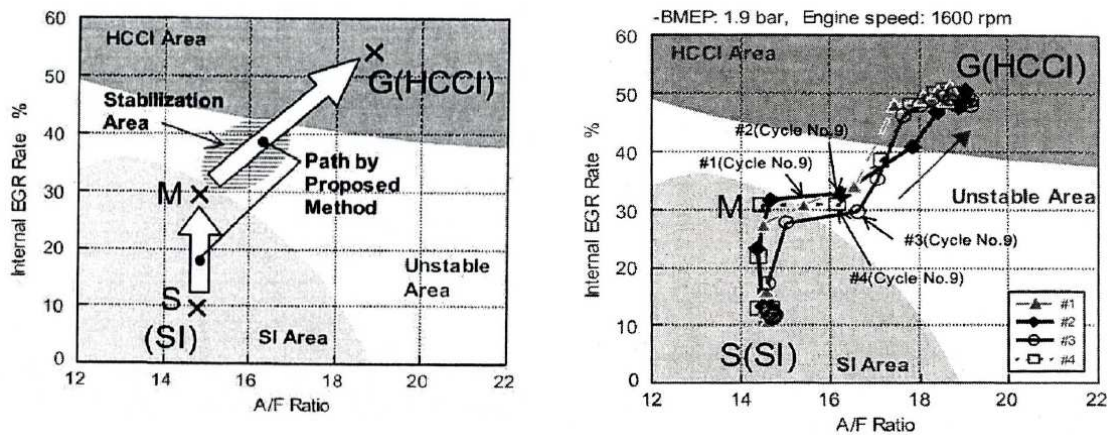 60
50
40
30
20
10
0
Internal EGR Rate %
HCCI Area
G(HCCI)
Stabilization
Area
Path by
Proposed
Method
M
Unstable
Area
S
(SI)
SI Area
12 14 16 18 20 22
A/F Ratio
-BMEP: 1.9 bar, Engine speed: 1600 rpm
60
50
40
30
20
10
0
Internal EGR Rate %
HCCI Area
G(HCCI)
#2(Cycle No.9)
#1(Cycle No.9)
M
Unstable Area
#3(Cycle No.9)
#4(Cycle No.9)
#1
#2
#3
#4
S(SI)
SI Area
12 14 16 18 20 22
A/F Ratio